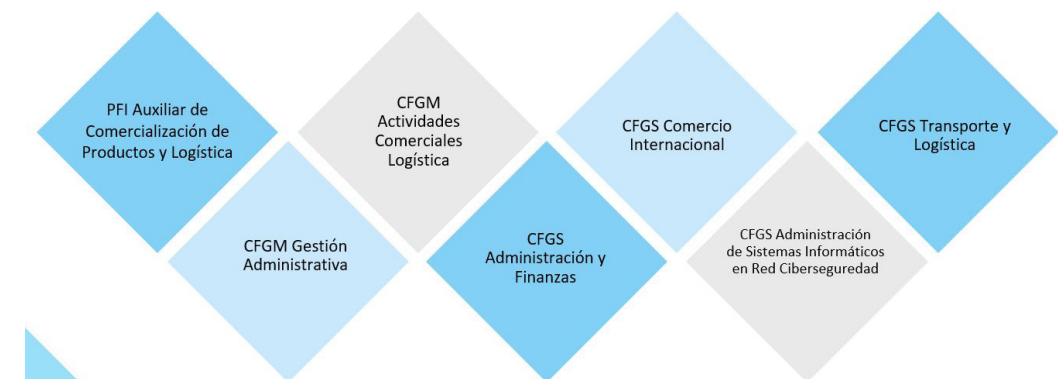 PFI Auxiliar de
Comercialización de
Productos y Logística
CFGM Gestión
Administrativa
CFGM
Actividades
Comerciales
Logística
CFGS
Administración y
Finanzas
CFGS Comercio
Internacional
CFGS Administración
de Sistemas Informáticos
en Red Ciberseguredad
CFGS Transporte y
Logística